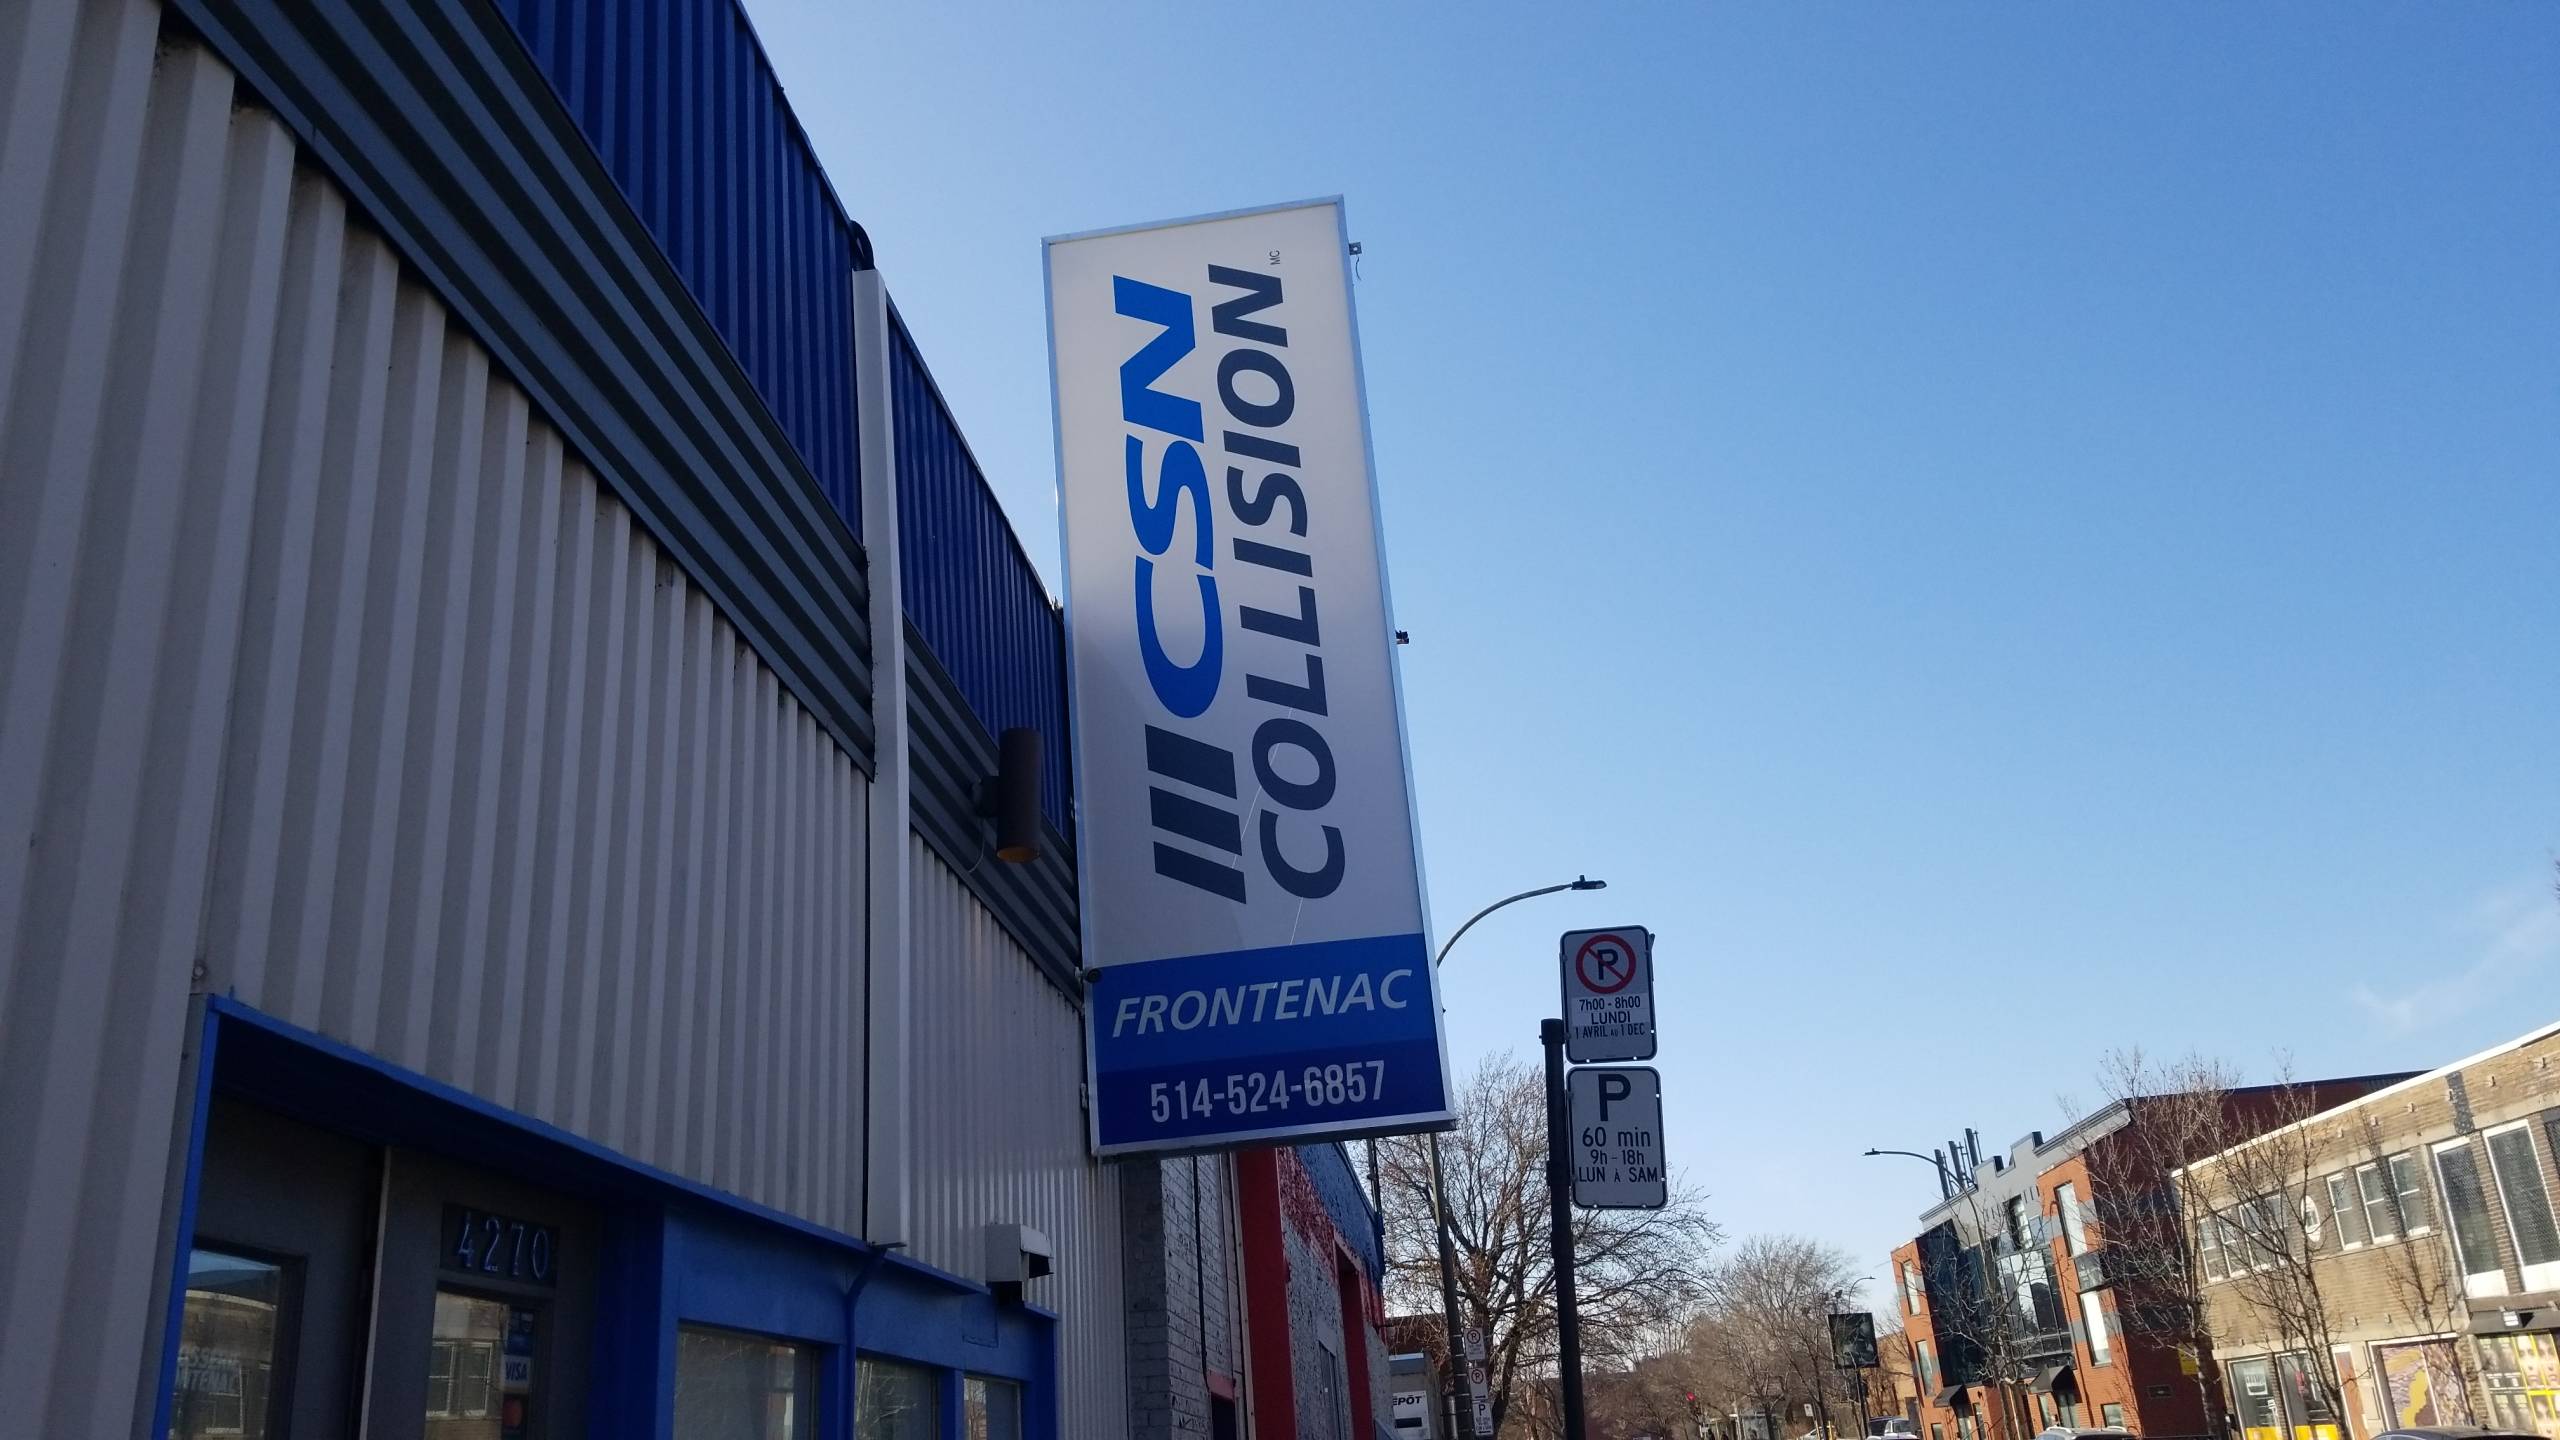 CSN
COLLISION MC
FRONTENAC
514-524-6857
P
7h00 - 8h00
LUNDI
1 AVRIL AU 1 DEC
P
60 min
9h - 18h
LUN À SAM
4270
VISA